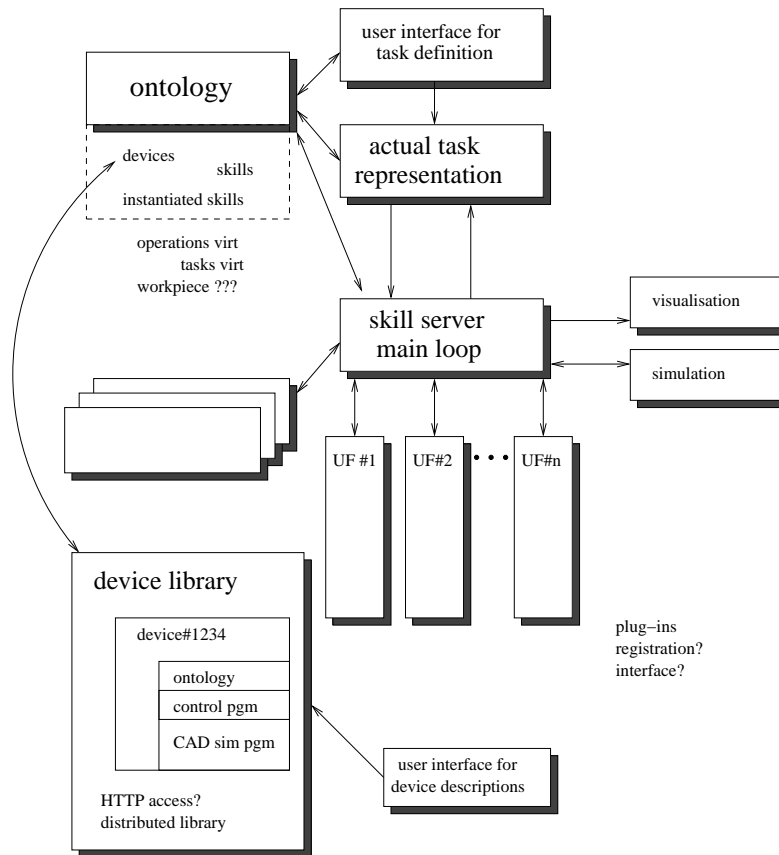 user interface for
task definition
ontology
actual task
representation
devices
skills
instantiated skills
operations virt
tasks virt
workpiece ???
skill server
main loop
visualisation
simulation
UF #1
UF#2
• • •
UF#n
device library
device#1234
ontology
control pgm
CAD sim pgm
HTTP access?
distributed library
plug–ins
registration?
interface?
user interface for
device descriptions